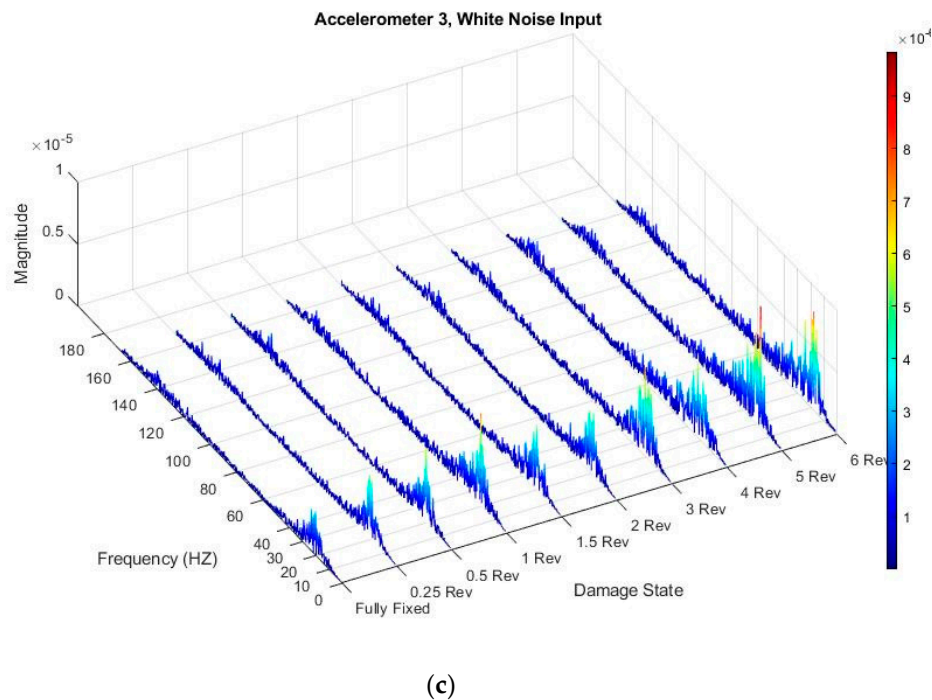 Accelerometer 3, White Noise Input
×10⁻⁵
1
0.5
0
Magnitude
180
160
140
120
100
80
60
40
30
20
10
0
Frequency (HZ)
Fully Fixed
0.25 Rev
0.5 Rev
1 Rev
1.5 Rev
2 Rev
3 Rev
4 Rev
5 Rev
6 Rev
Damage State
×10⁻⁶
9
8
7
6
5
4
3
2
1
(c)